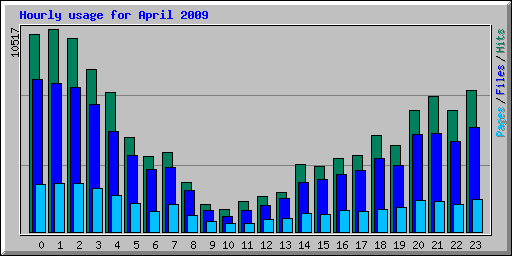 Hourly usage for April 2009
10517
Pages / Files / Hits
0 1 2 3 4 5 6 7 8 9 10 11 12 13 14 15 16 17 18 19 20 21 22 23